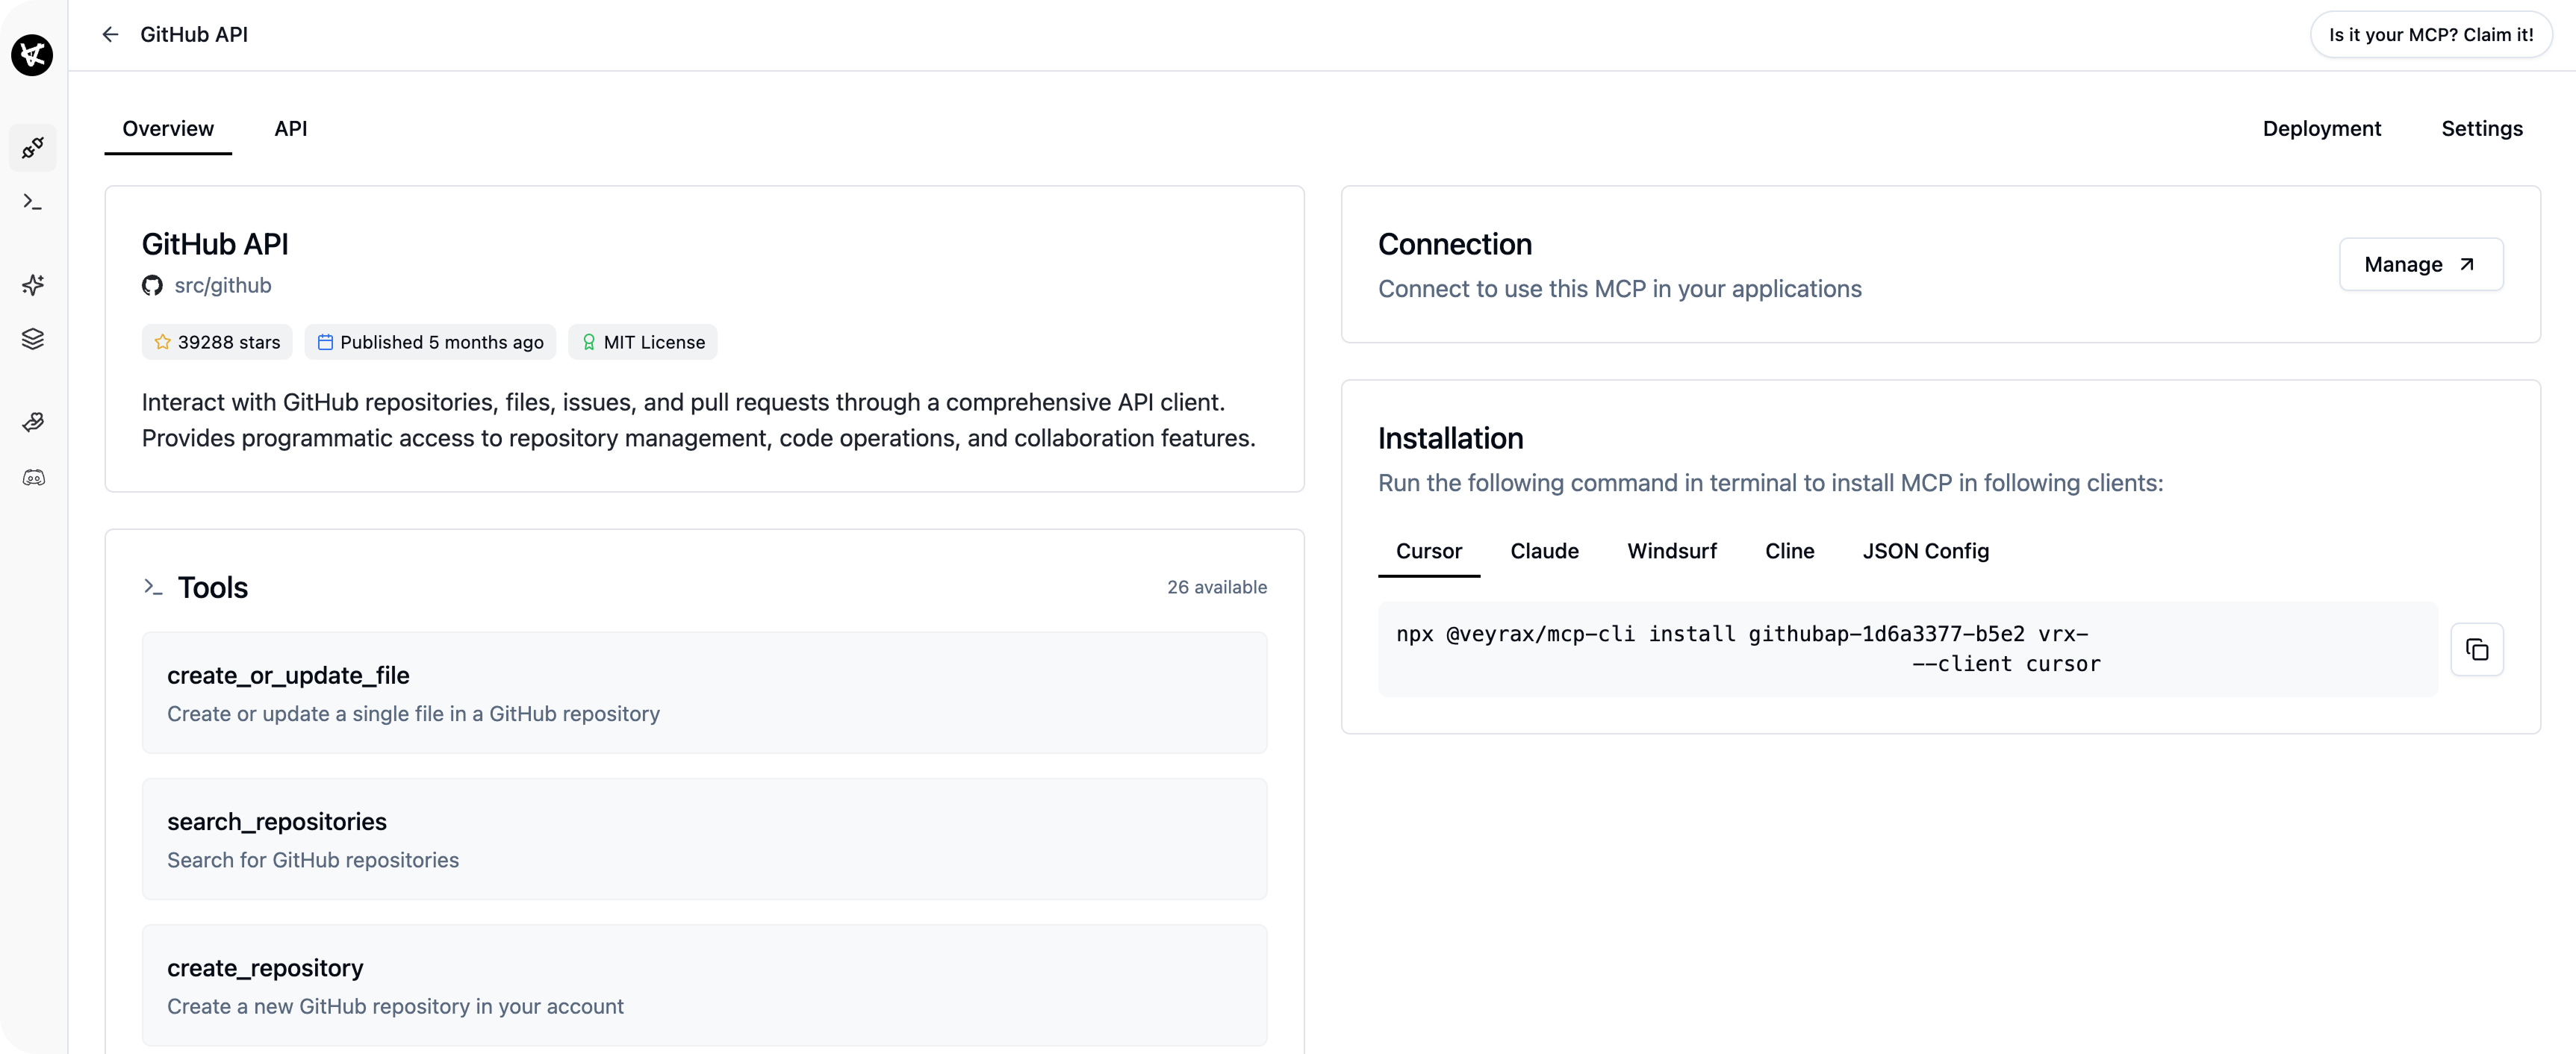 GitHub API
Is it your MCP? Claim it!
Overview
API
Deployment
Settings
GitHub API
src/github
39288 stars
Published 5 months ago
MIT License
Interact with GitHub repositories, files, issues, and pull requests through a comprehensive API client.
Provides programmatic access to repository management, code operations, and collaboration features.
Tools
26 available
create_or_update_file
Create or update a single file in a GitHub repository
search_repositories
Search for GitHub repositories
create_repository
Create a new GitHub repository in your account
Connection
Connect to use this MCP in your applications
Manage
Installation
Run the following command in terminal to install MCP in following clients:
Cursor
Claude
Windsurf
Cline
JSON Config
npx @veyrax/mcp-cli install githubap-1d6a3377-b5e2 vrx-
--client cursor